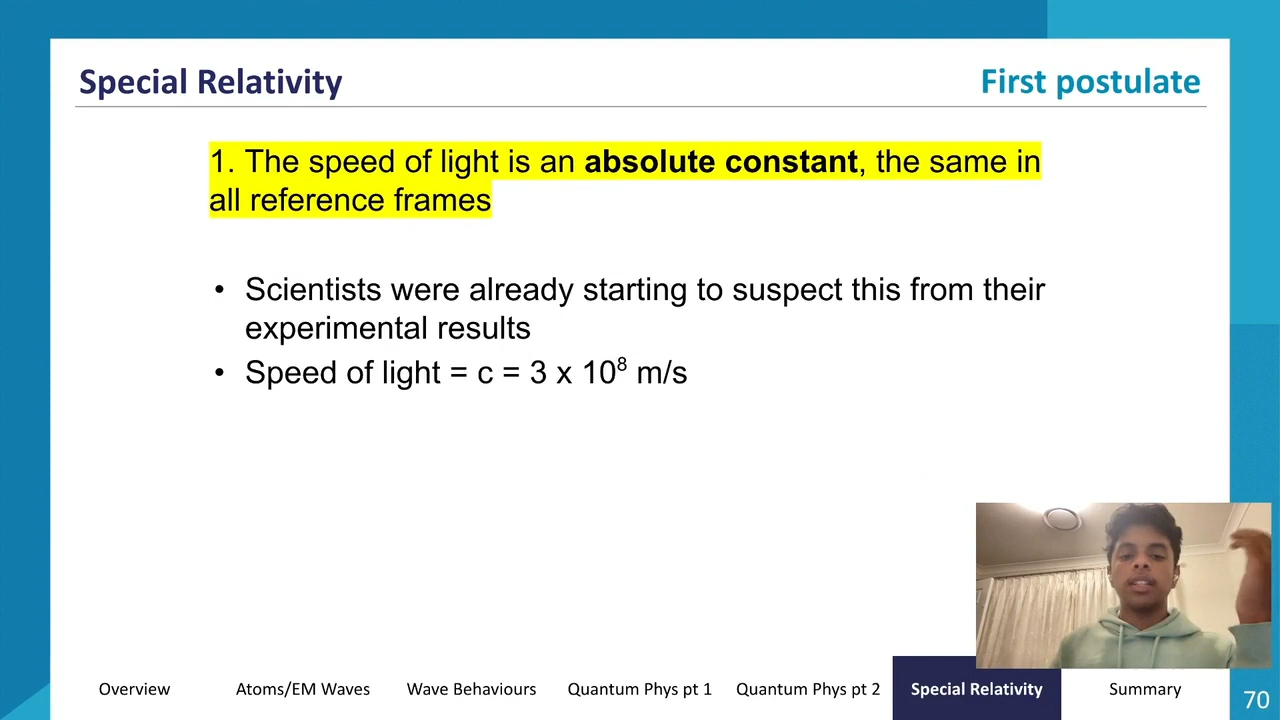 Special Relativity
First postulate
1. The speed of light is an absolute constant, the same in
all reference frames
• Scientists were already starting to suspect this from their
experimental results
• Speed of light = c = 3 x 10⁸ m/s
Overview
Atoms/EM Waves
Wave Behaviours
Quantum Phys pt 1
Quantum Phys pt 2
Special Relativity
Summary
70